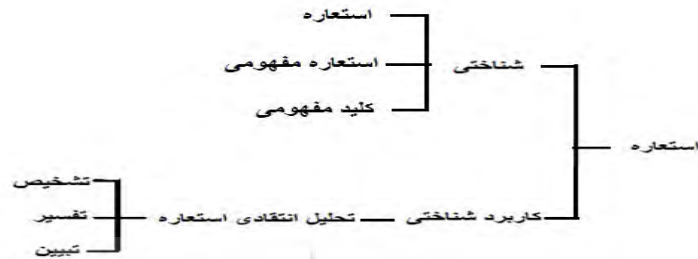 استعاره
شناختی
استعاره
استعاره مفهومی
کلید مفهومی
کاربرد شناختی
تحلیل انتقادی استعاره
تشخیص
تفسیر
تبیین